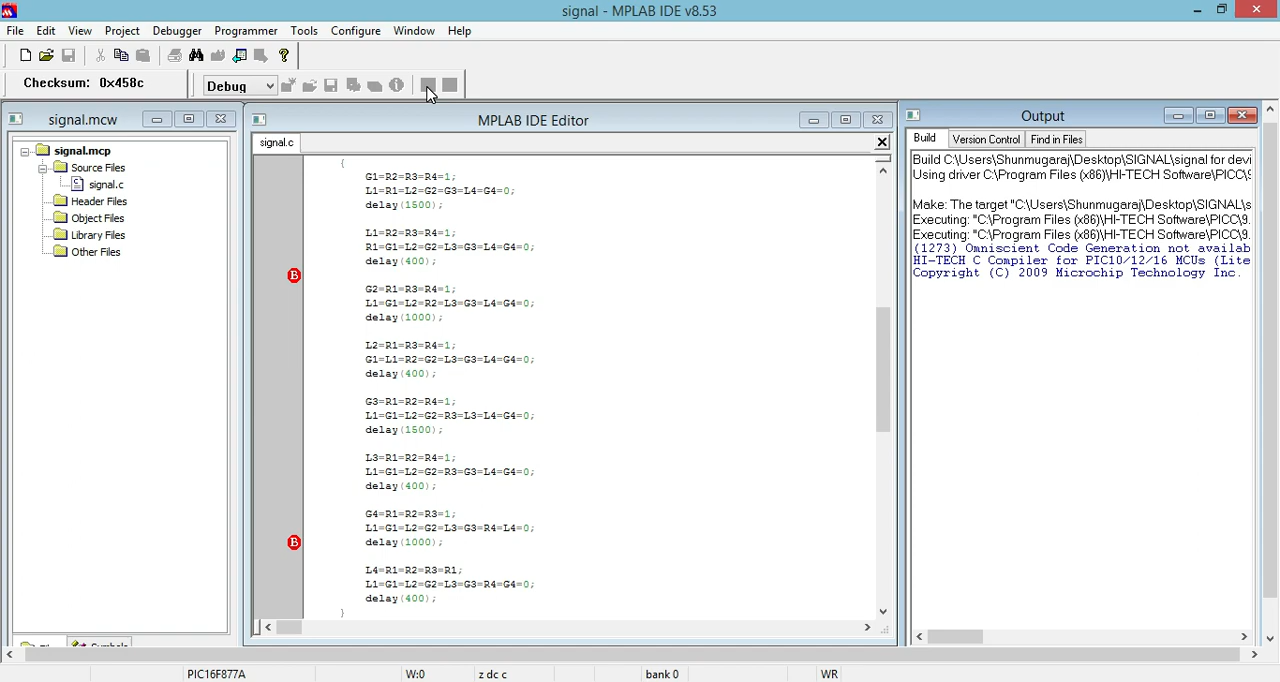 signal - MPLAB IDE v8.53
File Edit View Project Debugger Programmer Tools Configure Window Help
Checksum: 0x458c
Debug
signal.mcw
signal.mcp
Source Files
signal.c
Header Files
Object Files
Library Files
Other Files
MPLAB IDE Editor
signal.c
{
G1=R2=R3=R4=1;
L1=R1=L2=G2=G3=L4=G4=0;
delay(1500);
L1=R2=R3=R4=1;
R1=G1=L2=G2=L3=G3=L4=G4=0;
delay(400);
B
G2=R1=R3=R4=1;
L1=G1=L2=R2=L3=G3=L4=G4=0;
delay(1000);
L2=R1=R3=R4=1;
G1=L1=R2=G2=L3=G3=L4=G4=0;
delay(400);
G3=R1=R2=R4=1;
L1=G1=L2=G2=R3=L3=L4=G4=0;
delay(1500);
L3=R1=R2=R4=1;
L1=G1=L2=G2=R3=G3=L4=G4=0;
delay(400);
G4=R1=R2=R3=1;
L1=G1=L2=G2=L3=G3=R4=L4=0;
B
delay(1000);
L4=R1=R2=R3=R1;
L1=G1=L2=G2=L3=G3=R4=G4=0;
delay(400);
}
Output
Build Version Control Find in Files
Build C:\Users\Shunmugaraj\Desktop\SIGNAL\signal for devi
Using driver C:\Program Files (x86)\HI-TECH Software\PICC\9
Make: The target "C:\Users\Shunmugaraj\Desktop\SIGNAL\s
Executing: "C:\Program Files (x86)\HI-TECH Software\PICC\9.
Executing: "C:\Program Files (x86)\HI-TECH Software\PICC\9.
(1273) Omniscient Code Generation not availab
HI-TECH C Compiler for PIC10/12/16 MCUs (Lite
Copyright (C) 2009 Microchip Technology Inc.
PIC16F877A W:0 z dc c bank 0 WR